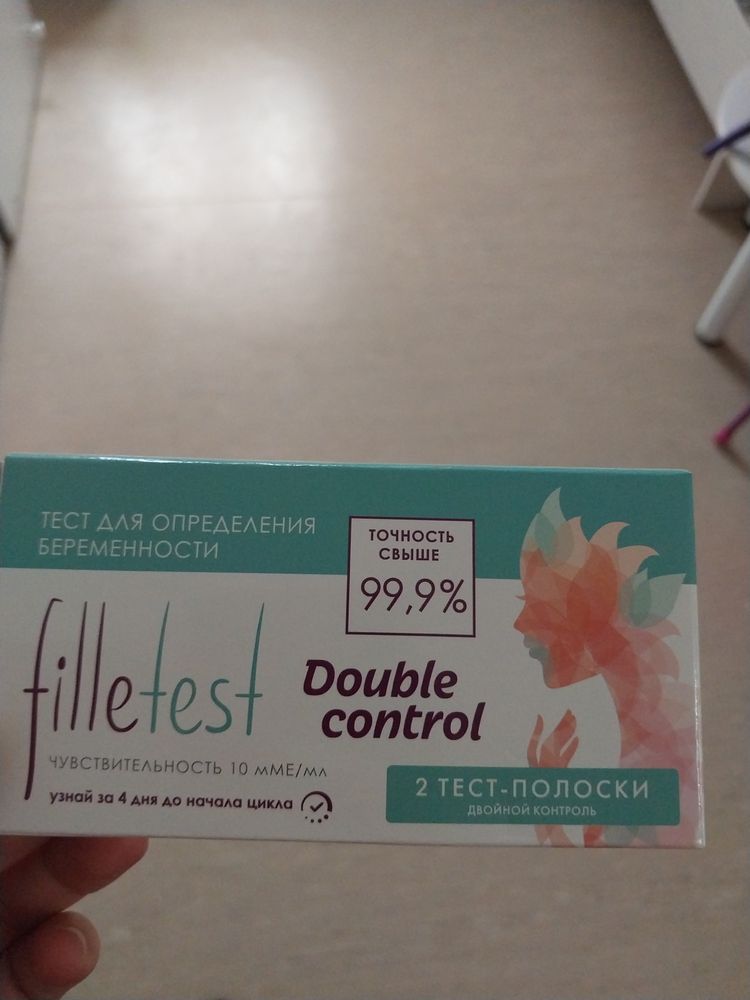 ТЕСТ ДЛЯ ОПРЕДЕЛЕНИЯ
БЕРЕМЕННОСТИ
ТОЧНОСТЬ
СВЫШЕ
99,9%
filletest
Double
control
ЧУВСТВИТЕЛЬНОСТЬ 10 мМЕ/мл
узнай за 4 дня до начала цикла
2 ТЕСТ-ПОЛОСКИ
ДВОЙНОЙ КОНТРОЛЬ